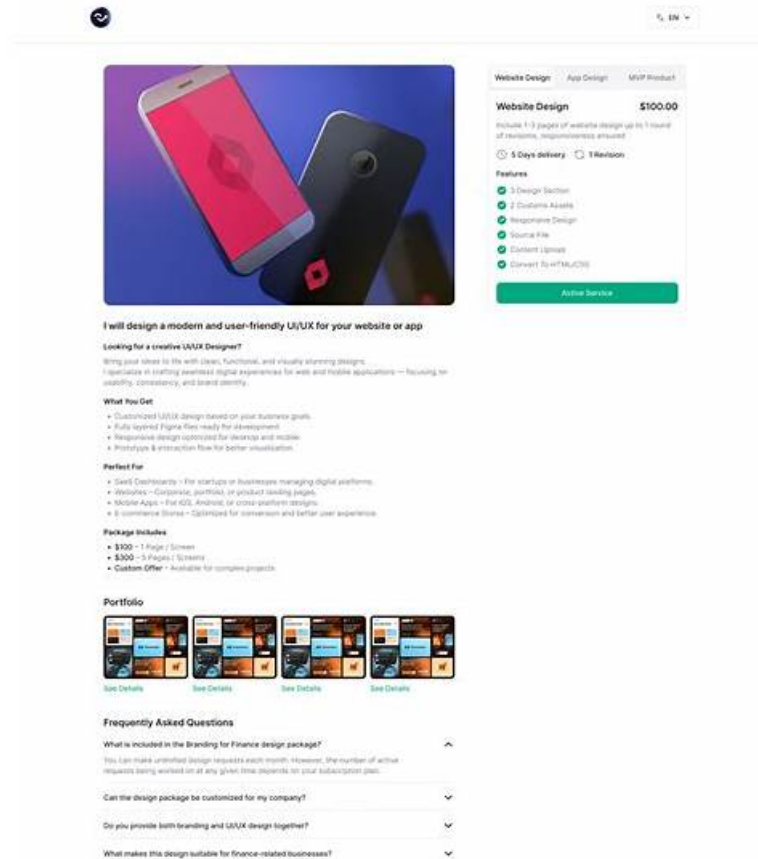 EN
Website Design
App Design
MVP Product
Website Design
$100.00
Include 1-3 pages of website design up to 1 round
of revisions, responsiveness ensured
5 Days delivery
1 Revision
Features
3 Design Section
2 Customs Assets
Responsive Design
Source File
Content Upload
Convert To HTML/CSS
Active Service
I will design a modern and user-friendly UI/UX for your website or app
Looking for a creative UI/UX Designer?
Bring your ideas to life with clean, functional, and visually stunning designs.
I specialize in crafting seamless digital experiences for web and mobile applications — focusing on
usability, consistency, and brand identity.
What You Get
• Customized UI/UX design based on your business goals.
• Fully layered Figma files ready for development.
• Responsive design optimized for desktop and mobile.
• Prototype & interaction flow for better visualization.
Perfect For
• SaaS Dashboards – For startups or businesses managing digital platforms.
• Websites – Corporate, portfolio, or product landing pages.
• Mobile Apps – For iOS, Android, or cross-platform designs.
• E-commerce Stores – Optimized for conversion and better user experience.
Package Includes
• $100 – 1 Page / Screen
• $300 – 5 Pages / Screens
• Custom Offer – Available for complex projects
Portfolio
See Details
See Details
See Details
See Details
Frequently Asked Questions
What is included in the Branding for Finance design package?
You can make unlimited design requests each month. However, the number of active
requests being worked on at any given time depends on your subscription plan.
Can the design package be customized for my company?
Do you provide both branding and UI/UX design together?
What makes this design suitable for finance-related businesses?